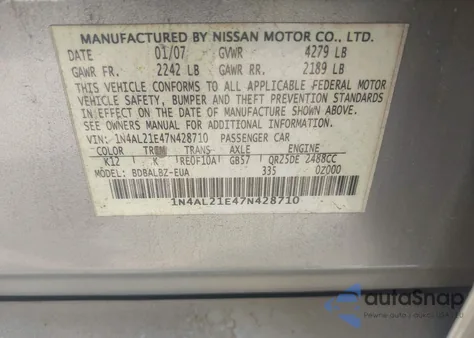 MANUFACTURED BY NISSAN MOTOR CO., LTD.
DATE 01/07 GVWR 4279 LB
GAWR FR. 2242 LB GAWR RR. 2189 LB
THIS VEHICLE CONFORMS TO ALL APPLICABLE FEDERAL MOTOR
VEHICLE SAFETY, BUMPER AND THEFT PREVENTION STANDARDS
IN EFFECT ON THE DATE OF MANUFACTURE SHOWN ABOVE.
SEE OWNERS MANUAL FOR ADDITIONAL INFORMATION
VIN: 1N4AL21E47N428710 PASSENGER CAR
COLOR TRIM TRANS AXLE ENGINE
K12 K RE0F10A GB57 QR25DE 2488CC
MODEL: BDBALBZ-EUA 335 0Z000
1N4AL21E47N428710
autoSnap